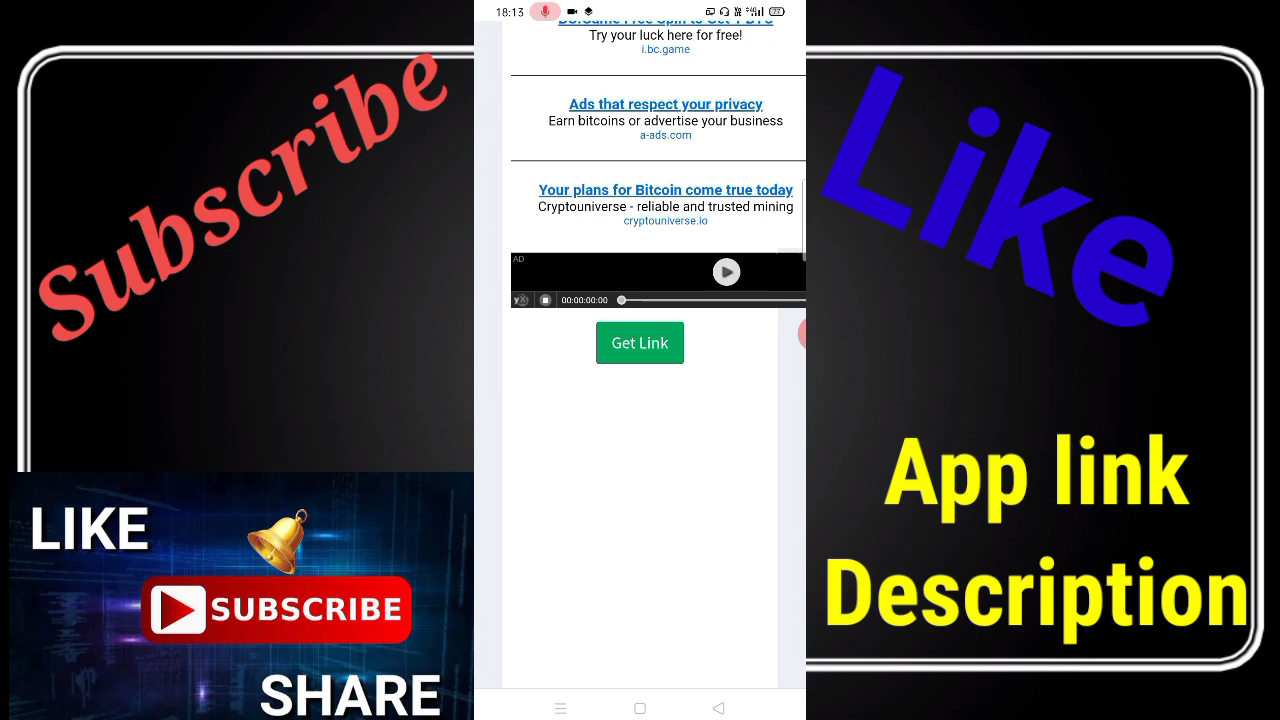 Subscribe
LIKE
SUBSCRIBE
SHARE
18:13
77
Try your luck here for free!
i.bc.game
Ads that respect your privacy
Earn bitcoins or advertise your business
a-ads.com
Your plans for Bitcoin come true today
Cryptouniverse - reliable and trusted mining
cryptouniverse.io
AD
00:00:00:00
Get Link
Like
App link
Description